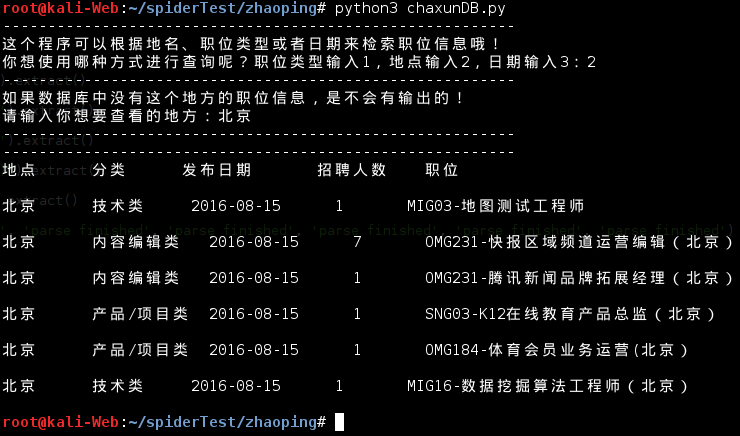 root@kali-Web:~/spiderTest/zhaoping# python3 chaxunDB.py
---------------------------------------------------------
这个程序可以根据地名、职位类型或者日期来检索职位信息哦！
你想使用哪种方式进行查询呢？职位类型输入1，地点输入2，日期输入3：2
---------------------------------------------------------
如果数据库中没有这个地方的职位信息，是不会有输出的！
请输入你想要查看的地方：北京
---------------------------------------------------------
---------------------------------------------------------
地点 分类 发布日期 招聘人数 职位
北京 技术类 2016-08-15 1 MIG03-地图测试工程师
北京 内容编辑类 2016-08-15 7 OMG231-快报区域频道运营编辑（北京）
北京 内容编辑类 2016-08-15 1 OMG231-腾讯新闻品牌拓展经理（北京）
北京 产品/项目类 2016-08-15 1 SNG03-K12在线教育产品总监（北京）
北京 产品/项目类 2016-08-15 1 OMG184-体育会员业务运营(北京）
北京 技术类 2016-08-15 1 MIG16-数据挖掘算法工程师（北京）
root@kali-Web:~/spiderTest/zhaoping#